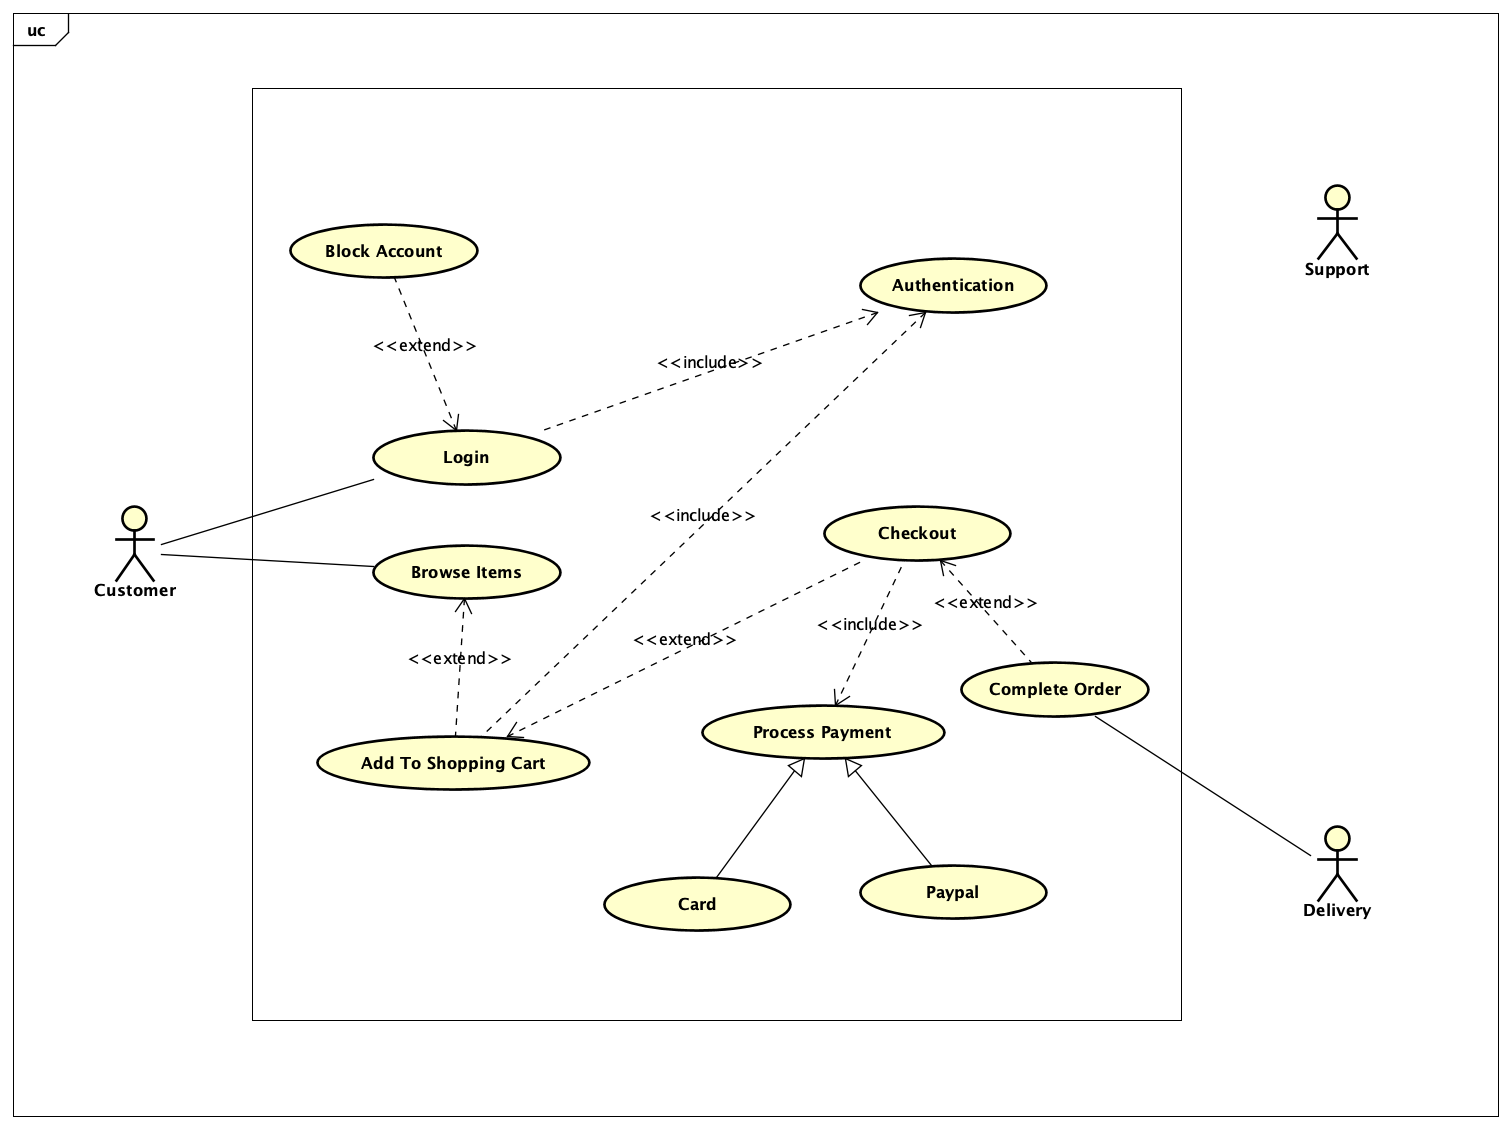 uc
Block Account
Authentication
Support
<<extend>>
<<include>>
Login
<<include>>
Checkout
Browse Items
Customer
<<extend>>
<<include>>
<<extend>>
<<extend>>
Complete Order
Process Payment
Add To Shopping Cart
Paypal
Card
Delivery